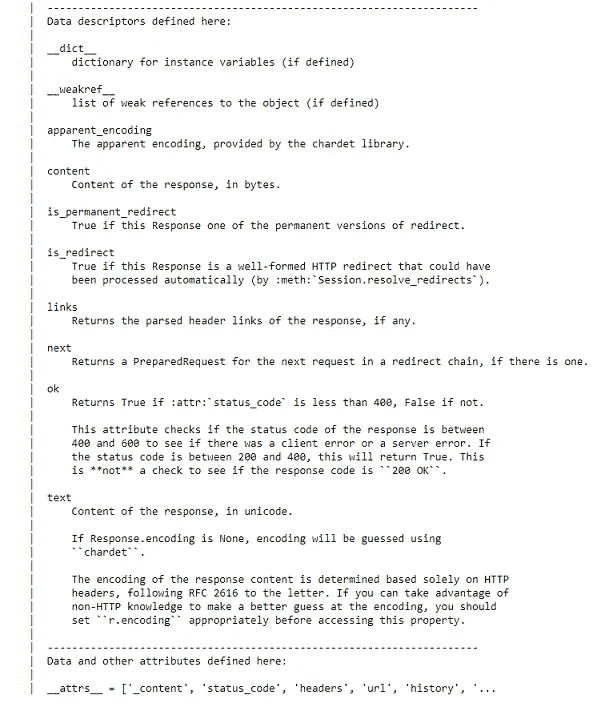 | ----------------------------------------------------------------------
| Data descriptors defined here:
|
| __dict__
|     dictionary for instance variables (if defined)
|
| __weakref__
|     list of weak references to the object (if defined)
|
| apparent_encoding
|     The apparent encoding, provided by the chardet library.
|
| content
|     Content of the response, in bytes.
|
| is_permanent_redirect
|     True if this Response one of the permanent versions of redirect.
|
| is_redirect
|     True if this Response is a well-formed HTTP redirect that could have
|     been processed automatically (by :meth:`Session.resolve_redirects`).
|
| links
|     Returns the parsed header links of the response, if any.
|
| next
|     Returns a PreparedRequest for the next request in a redirect chain, if there is one.
|
| ok
|     Returns True if :attr:`status_code` is less than 400, False if not.
|
|     This attribute checks if the status code of the response is between
|     400 and 600 to see if there was a client error or a server error. If
|     the status code is between 200 and 400, this will return True. This
|     is **not** a check to see if the response code is ``200 OK``.
|
| text
|     Content of the response, in unicode.
|
|     If Response.encoding is None, encoding will be guessed using
|     ``chardet``.
|
|     The encoding of the response content is determined based solely on HTTP
|     headers, following RFC 2616 to the letter. If you can take advantage of
|     non-HTTP knowledge to make a better guess at the encoding, you should
|     set ``r.encoding`` appropriately before accessing this property.
|
| ----------------------------------------------------------------------
| Data and other attributes defined here:
|
| __attrs__ = ['_content', 'status_code', 'headers', 'url', 'history', '...